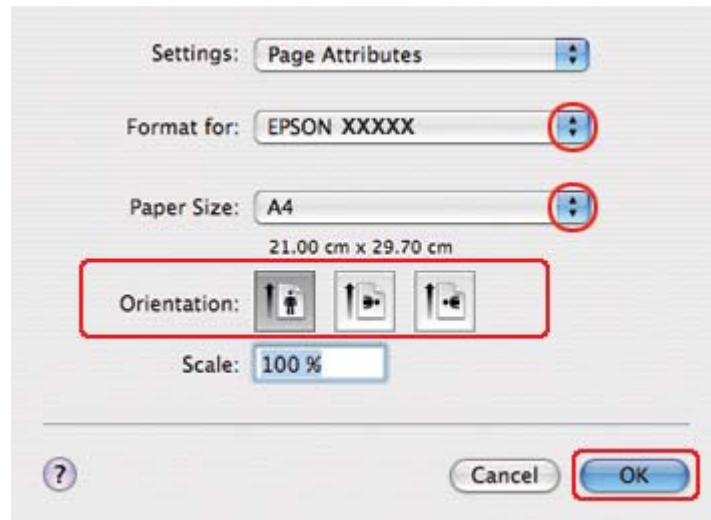 Settings: Page Attributes
Format for: EPSON XXXXX
Paper Size: A4
21.00 cm x 29.70 cm
Orientation:
Scale: 100 %
? Cancel OK